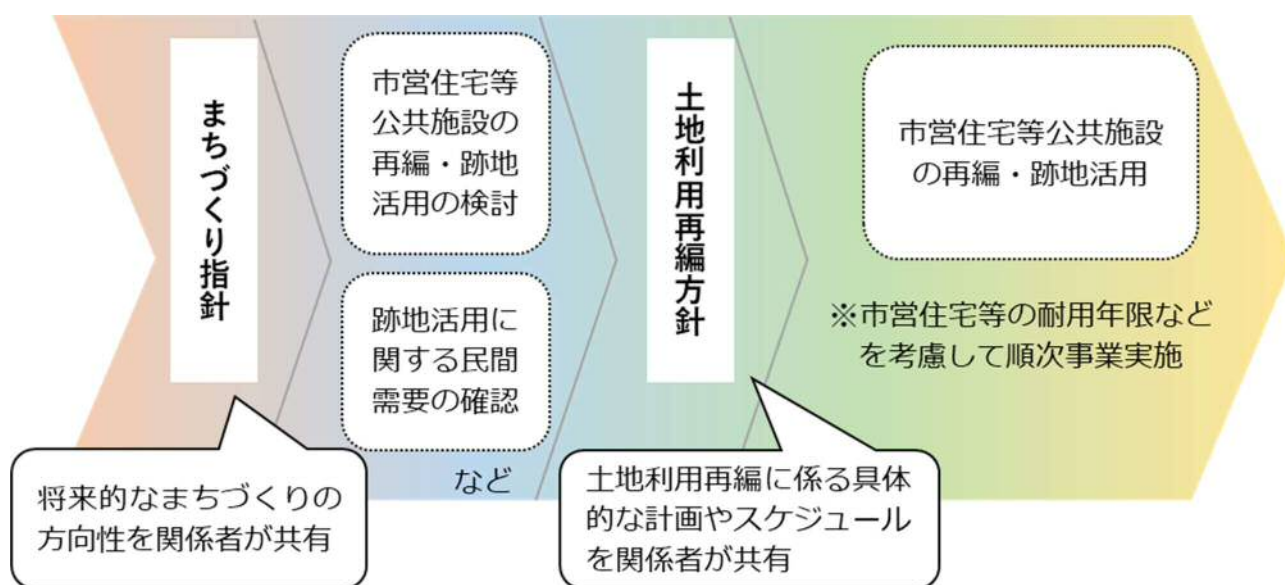 まちづくり指針
市営住宅等
公共施設の
再編・跡地
活用の検討
跡地活用に
関する民間
需要の確認
など
将来的なまちづくりの
方向性を関係者が共有
土地利用再編方針
土地利用再編に係る具体
的な計画やスケジュール
を関係者が共有
市営住宅等公共施設
の再編・跡地活用
※市営住宅等の耐用年限など
を考慮して順次事業実施